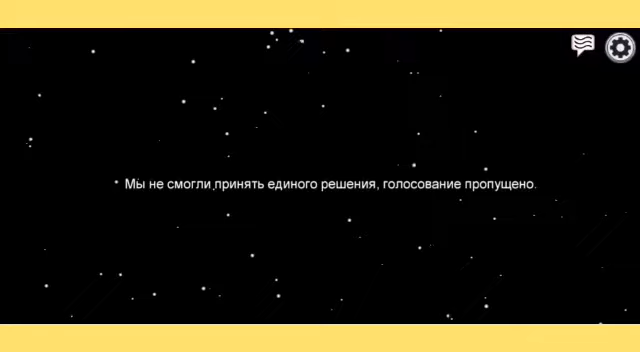 Мы не смогли принять единого решения, голосование пропущено.